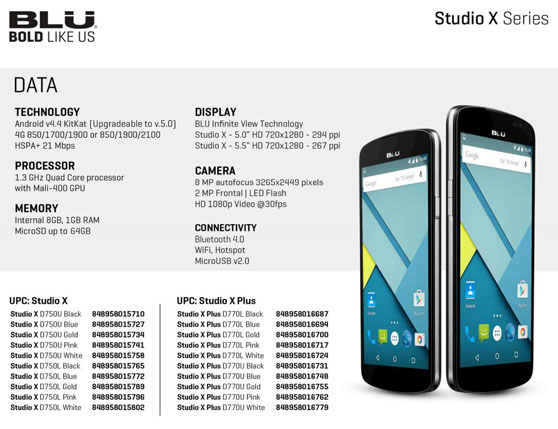 BLU
BOLD LIKE US
Studio X Series
DATA
TECHNOLOGY
Android v4.4 KitKat (Upgradeable to v.5.0)
4G 850/1700/1900 or 850/1900/2100
HSPA+ 21 Mbps
PROCESSOR
1.3 GHz Quad Core processor
with Mali-400 GPU
MEMORY
Internal 8GB, 1GB RAM
MicroSD up to 64GB
DISPLAY
BLU Infinite View Technology
Studio X - 5.0" HD 720x1280 - 294 ppi
Studio X - 5.5" HD 720x1280 - 267 ppi
CAMERA
8 MP autofocus 3265x2449 pixels
2 MP Frontal | LED Flash
HD 1080p Video @30fps
CONNECTIVITY
Bluetooth 4.0
WiFi, Hotspot
MicroUSB v2.0
BLU
Google
BLU
Google
UPC: Studio X
Studio X D750U Black 848958015710
Studio X D750U Blue 848958015727
Studio X D750U Gold 848958015734
Studio X D750U Pink 848958015741
Studio X D750U White 848958015758
Studio X D750L Black 848958015765
Studio X D750L Blue 848958015772
Studio X D750L Gold 848958015789
Studio X D750L Pink 848958015796
Studio X D750L White 848958015802
UPC: Studio X Plus
Studio X Plus D770L Black 848958016687
Studio X Plus D770L Blue 848958016694
Studio X Plus D770L Gold 848958016700
Studio X Plus D770L Pink 848958016717
Studio X Plus D770L White 848958016724
Studio X Plus D770U Black 848958016731
Studio X Plus D770U Blue 848958016748
Studio X Plus D770U Gold 848958016755
Studio X Plus D770U Pink 848958016762
Studio X Plus D770U White 848958016779